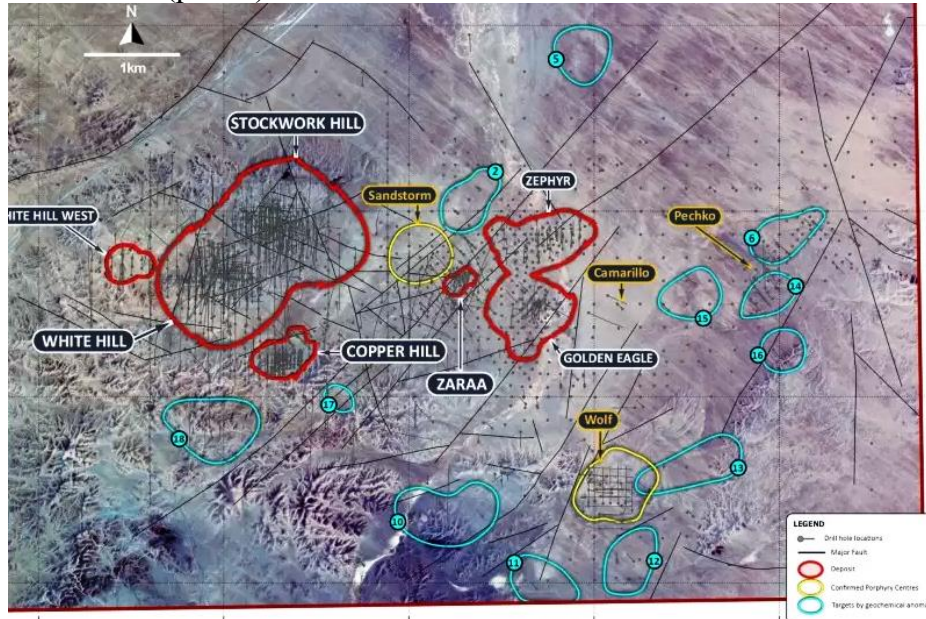 N
1km
5
STOCKWORK HILL
2
ZEPHYR
Sandstorm
Pechko
HITE HILL WEST
6
Camarillo
14
15
WHITE HILL
COPPER HILL
GOLDEN EAGLE
16
ZARAA
17
Wolf
18
13
10
11
12
LEGEND
Drill hole locations
Major Fault
Deposit
Confirmed Porphyry Centres
Targets by geochemical anoma